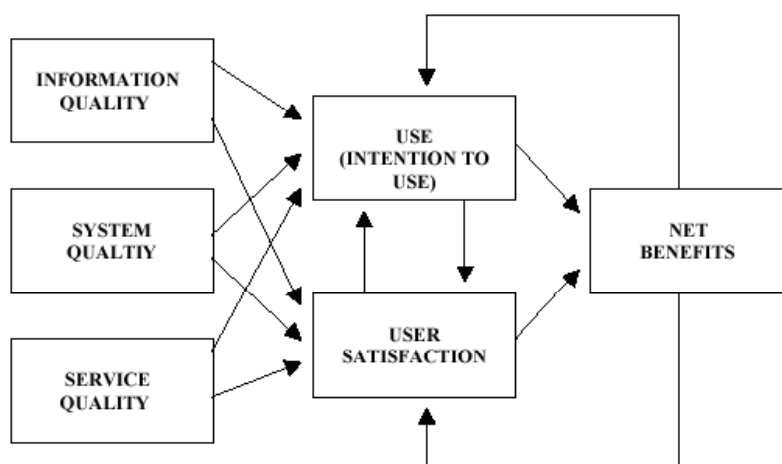 INFORMATION
QUALITY
USE
(INTENTION TO
USE)
SYSTEM
QUALTIY
NET
BENEFITS
USER
SATISFACTION
SERVICE
QUALITY